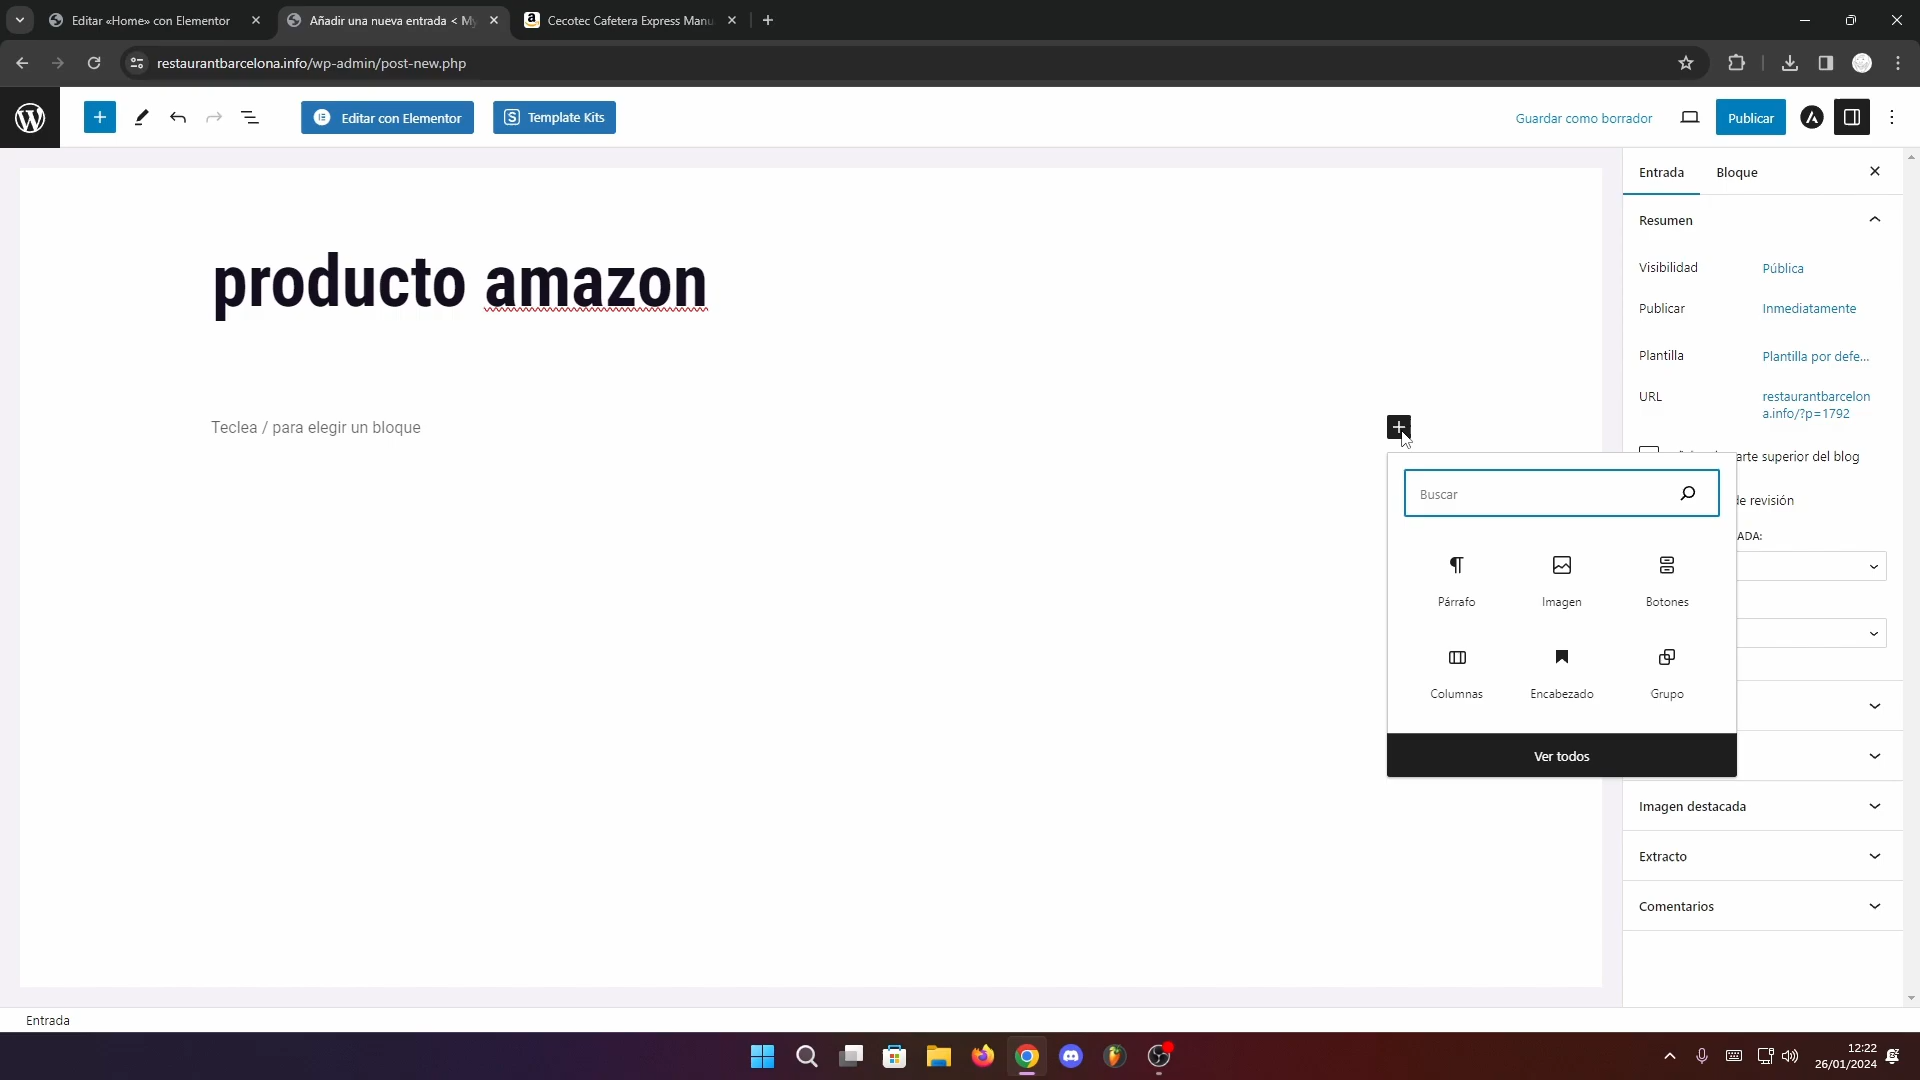 Editar «Home» con Elementor
Añadir una nueva entrada < My
Cecotec Cafetera Express Manu
restaurantbarcelona.info/wp-admin/post-new.php
Editar con Elementor
Template Kits
Guardar como borrador
Publicar
Entrada
Bloque
Resumen
Visibilidad
Pública
Publicar
Inmediatamente
Plantilla
Plantilla por defe...
URL
restaurantbarcelon
a.info/?p=1792
arte superior del blog
de revisión
ADA:
producto amazon
Teclea / para elegir un bloque
Buscar
Párrafo
Imagen
Botones
Columnas
Encabezado
Grupo
Ver todos
Imagen destacada
Extracto
Comentarios
Entrada
12:22
26/01/2024